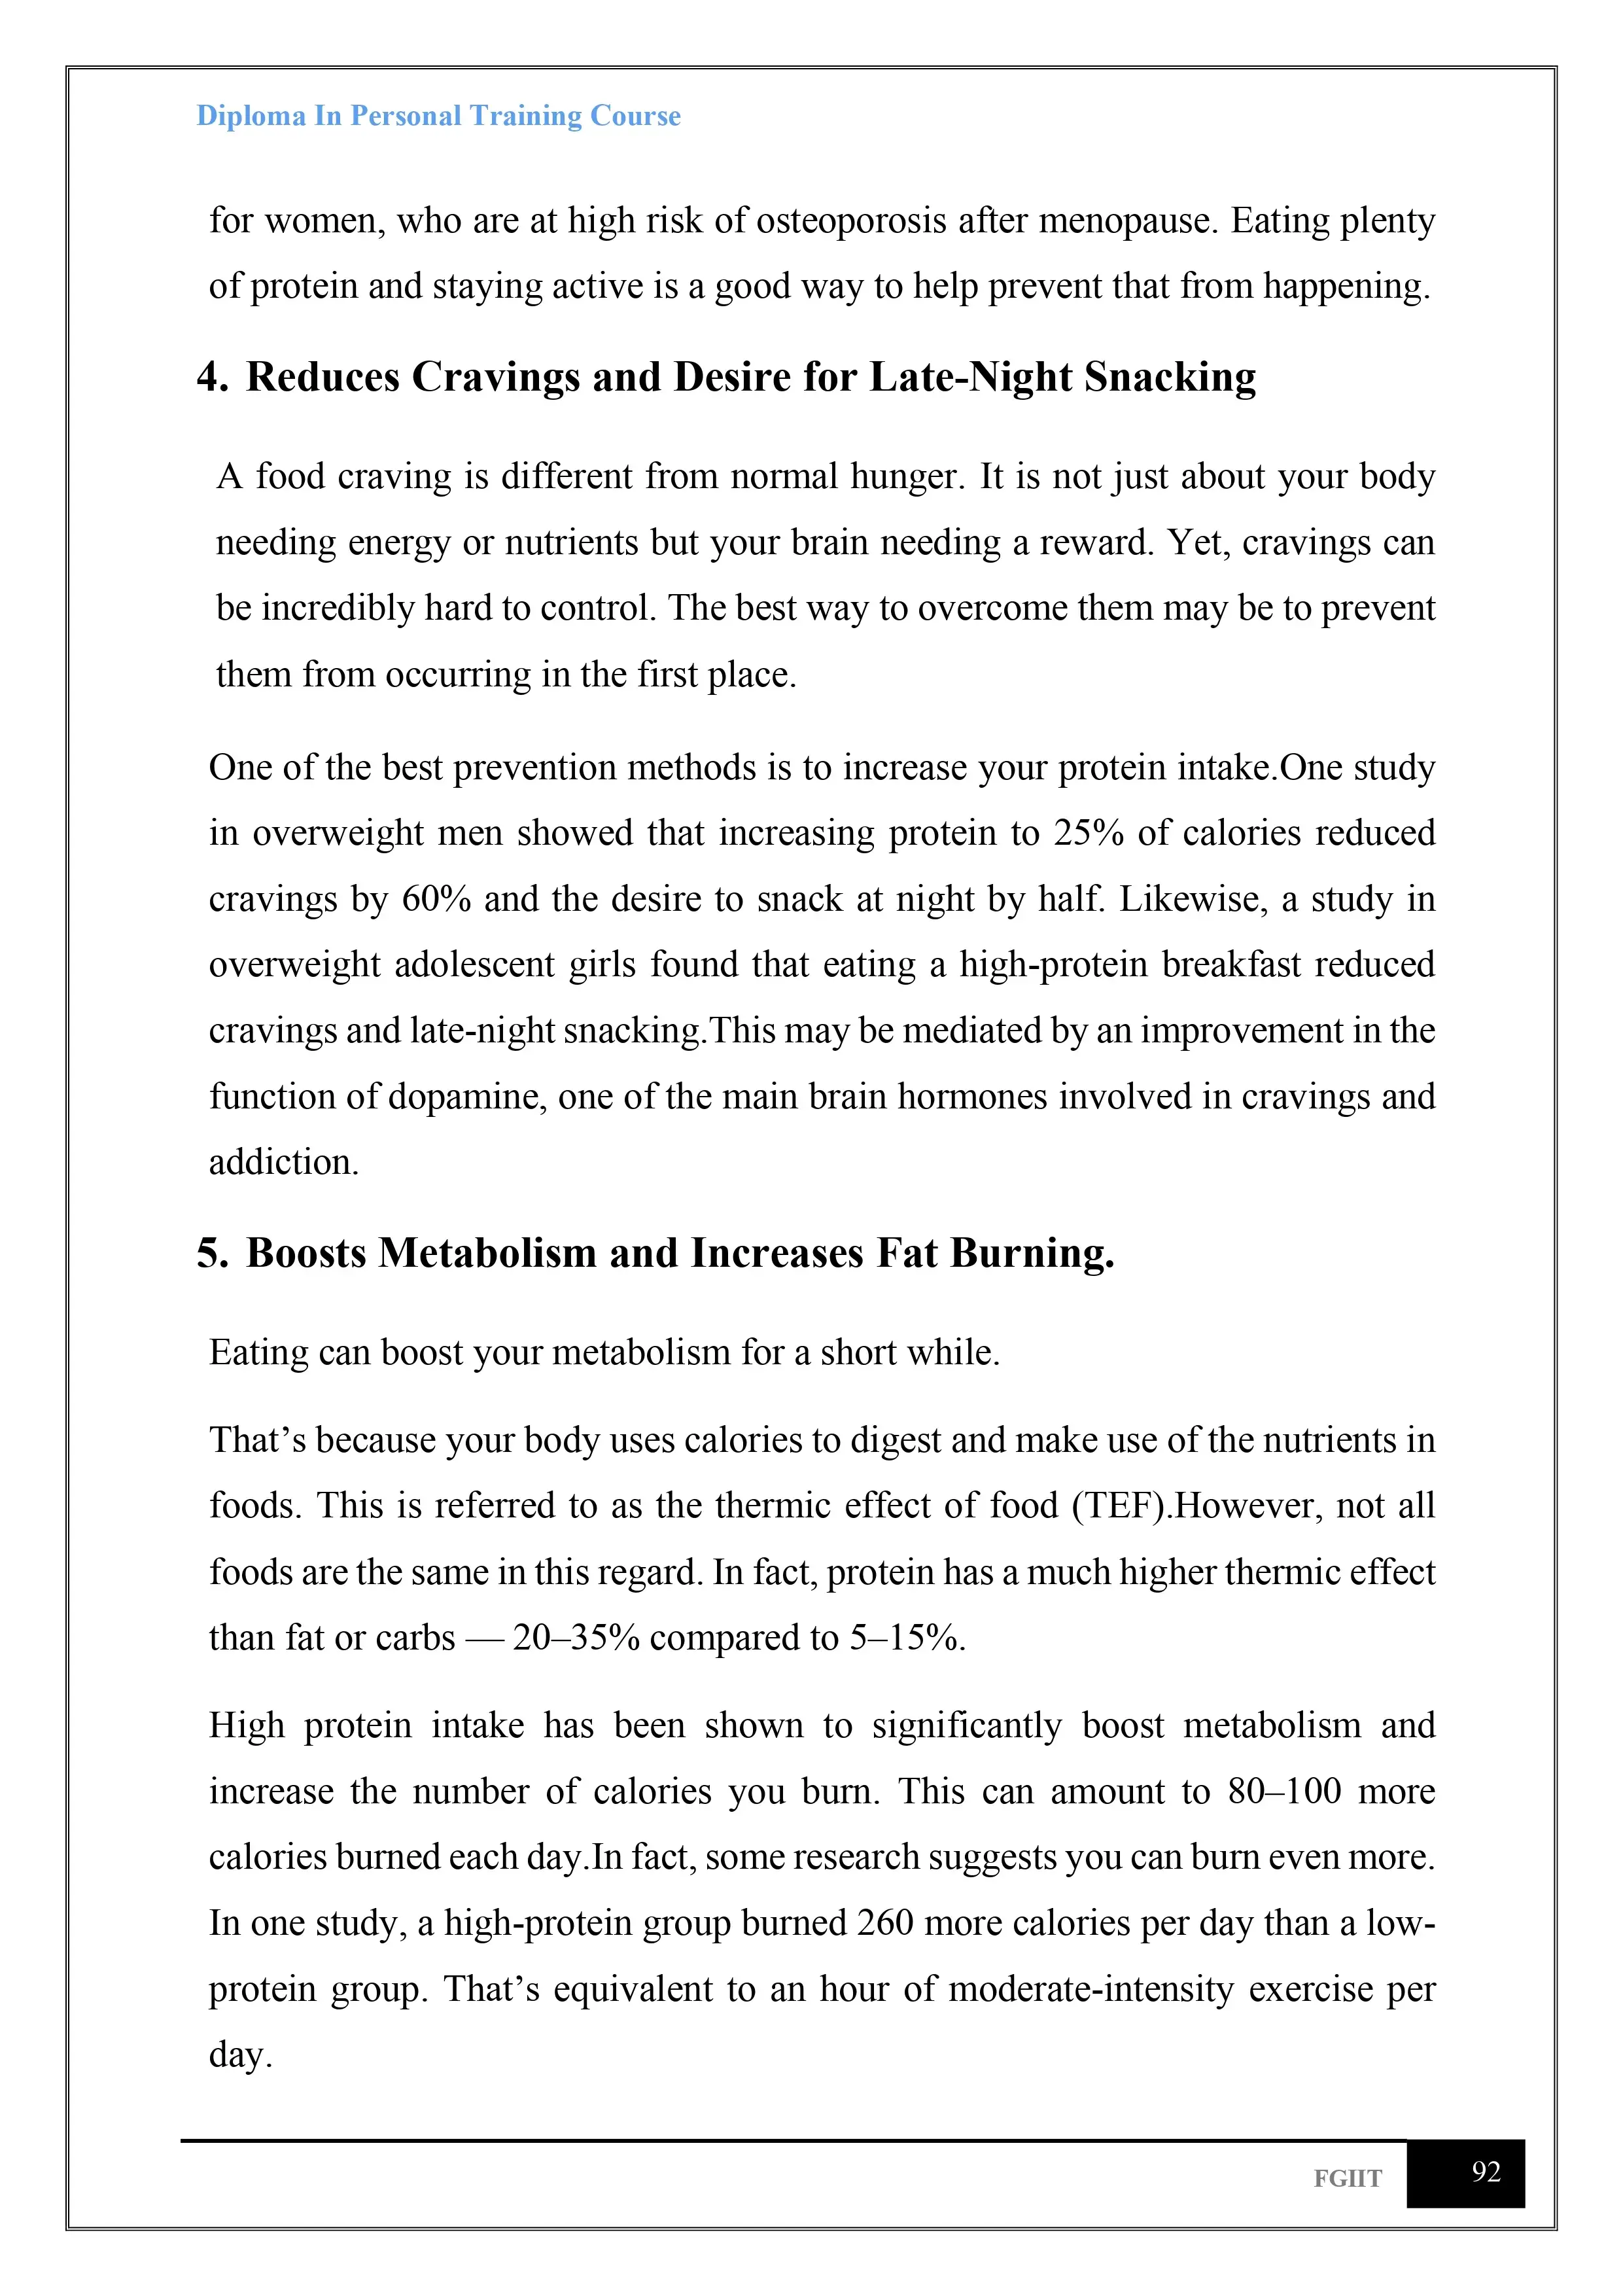 Diploma In Personal Training Course
for women, who are at high risk of osteoporosis after menopause. Eating plenty
of protein and staying active is a good way to help prevent that from happening.
4. Reduces Cravings and Desire for Late-Night Snacking
A food craving is different from normal hunger. It is not just about your body
needing energy or nutrients but your brain needing a reward. Yet, cravings can
be incredibly hard to control. The best way to overcome them may be to prevent
them from occurring in the first place.
One of the best prevention methods is to increase your protein intake.One study
in overweight men showed that increasing protein to 25% of calories reduced
cravings by 60% and the desire to snack at night by half. Likewise, a study in
overweight adolescent girls found that eating a high-protein breakfast reduced
cravings and late-night snacking.This may be mediated by an improvement in the
function of dopamine, one of the main brain hormones involved in cravings and
addiction.
5. Boosts Metabolism and Increases Fat Burning.
Eating can boost your metabolism for a short while.
That’s because your body uses calories to digest and make use of the nutrients in
foods. This is referred to as the thermic effect of food (TEF).However, not all
foods are the same in this regard. In fact, protein has a much higher thermic effect
than fat or carbs — 20–35% compared to 5–15%.
High protein intake has been shown to significantly boost metabolism and
increase the number of calories you burn. This can amount to 80–100 more
calories burned each day.In fact, some research suggests you can burn even more.
In one study, a high-protein group burned 260 more calories per day than a low-
protein group. That’s equivalent to an hour of moderate-intensity exercise per
day.
FGIIT 92